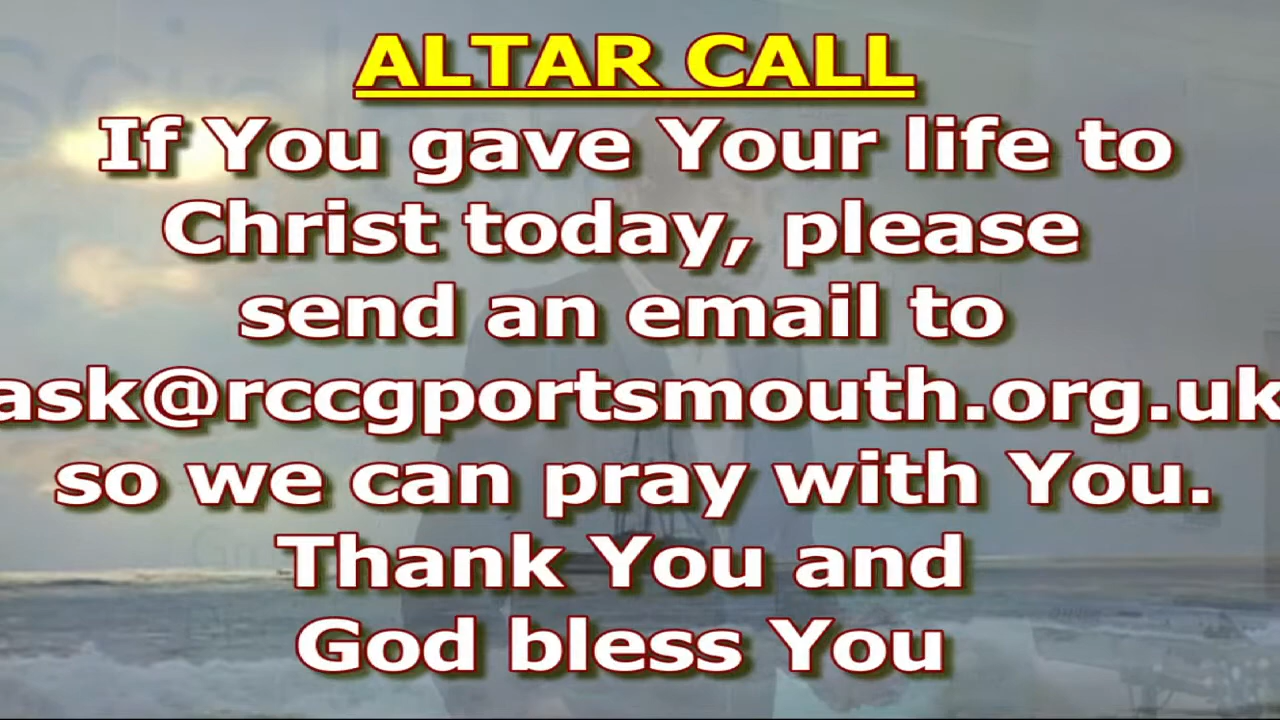 ALTAR CALL
If You gave Your life to
Christ today, please
send an email to
ask@rccgportsmouth.org.uk
so we can pray with You.
Thank You and
God bless You